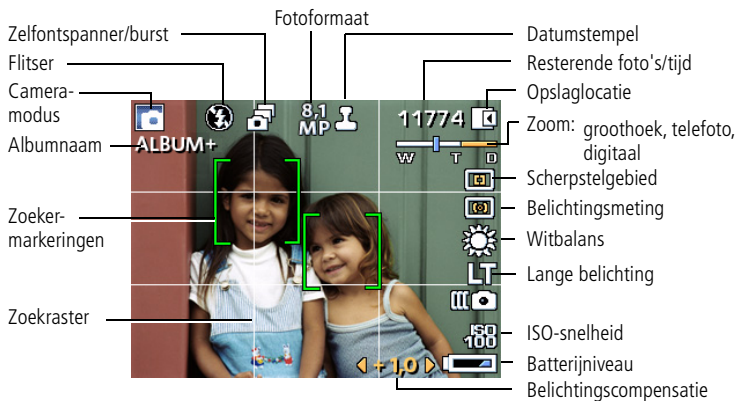 Fotoformaat
Zelfontspanner/burst
Flitser
Camera-
modus
Albumnaam
Zoeker-
markeringen
Zoekraster
8,1
MP
ALBUM+
11774
W T D
LT
ISO
100
+1,0
Datumstempel
Resterende foto's/tijd
Opslaglocatie
Zoom: groothoek, telefoto,
digitaal
Scherpstelgebied
Belichtingsmeting
Witbalans
Lange belichting
ISO-snelheid
Batterijniveau
Belichtingscompensatie